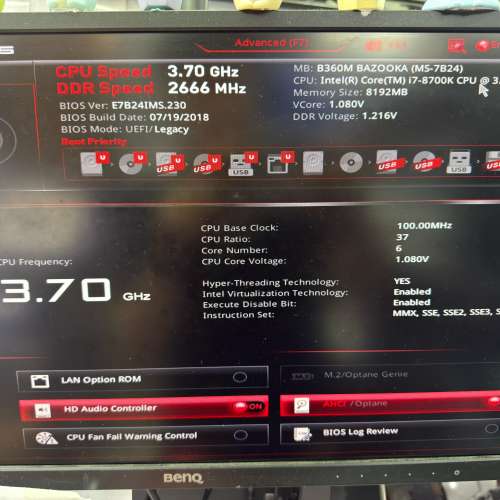 Advanced (F7)
CPU Speed 3.70 GHz
DDR Speed 2666 MHz
BIOS Ver: E7B24IMS.230
BIOS Build Date: 07/19/2018
BIOS Mode: UEFI/Legacy
Boot Priority
MB: B360M BAZOOKA (MS-7B24)
CPU: Intel(R) Core(TM) i7-8700K CPU @ 3.
Memory Size: 8192MB
VCore: 1.080V
DDR Voltage: 1.216V
U U U U U U
USB USB USB USB USB USB
CPU Frequency:
3.70 GHz
CPU Base Clock: 100.00MHz
CPU Ratio: 37
Core Number: 6
CPU Core Voltage: 1.080V
Hyper-Threading Technology: YES
Intel Virtualization Technology: Enabled
Execute Disable Bit: Enabled
Instruction Set: MMX, SSE, SSE2, SSE3, S
LAN Option ROM
HD Audio Controller ON
CPU Fan Fail Warning Control
M.2/Optane Genie
AHCI /Optane
BIOS Log Review
BenQ